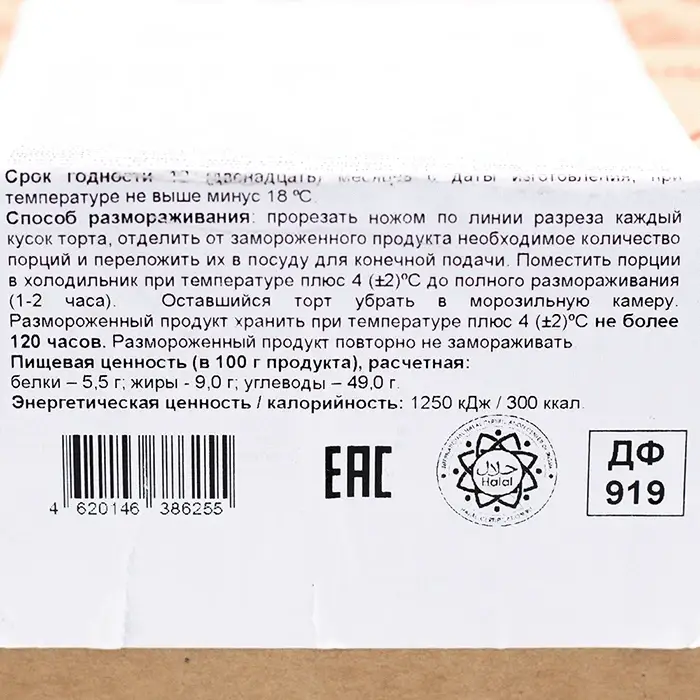 Срок годности 12 (двенадцать) месяцев с даты изготовления, при
температуре не выше минус 18 ºС.
Способ размораживания: прорезать ножом по линии разреза каждый
кусок торта, отделить от замороженного продукта необходимое количество
порций и переложить их в посуду для конечной подачи. Поместить порции
в холодильник при температуре плюс 4 (±2)ºС до полного размораживания
(1-2 часа). Оставшийся торт убрать в морозильную камеру.
Размороженный продукт хранить при температуре плюс 4 (±2)ºС не более
120 часов. Размороженный продукт повторно не замораживать.
Пищевая ценность (в 100 г продукта), расчетная:
белки – 5,5 г; жиры - 9,0 г; углеводы – 49,0 г.
Энергетическая ценность / калорийность: 1250 кДж / 300 ккал.
4 620146 386255
EAC
حلال
Halal
ДФ
919